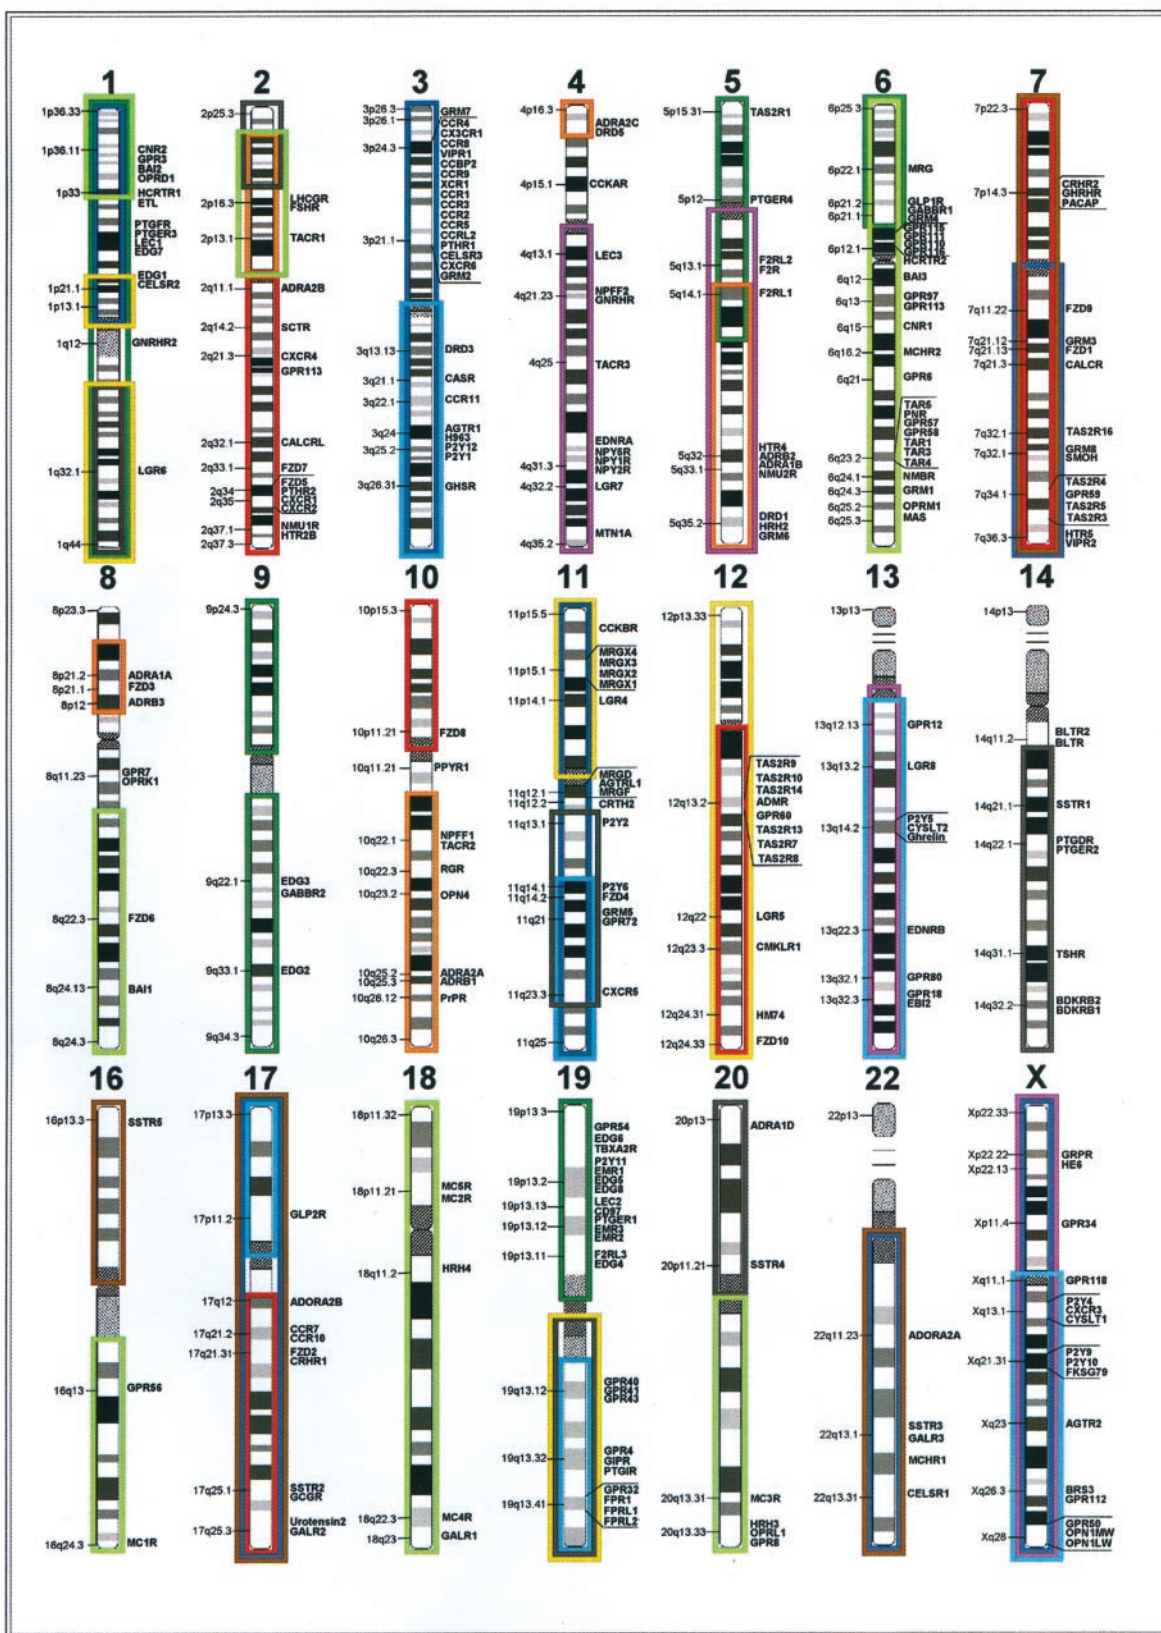 1
1p36.33
1p36.11
CNR2
GPR3
BAI2
OPRD1
1p33
HCRTR1
ETL
PTGFR
PTGER3
LEC1
EDG7
EDG1
CELSR2
1p21.1
1p13.1
1q12
GNRHR2
1q32.1
LGR6
1q44
2
2p25.3
2p16.3
LHCGR
FSHR
2p13.1
TACR1
2q11.1
ADRA2B
2q14.2
SCTR
2q21.3
CXCR4
GPR113
2q32.1
CALCRL
2q33.1
FZD7
FZD5
2q34
PTHR2
2q35
CXCR1
CXCR2
2q37.1
NMU1R
HTR2B
2q37.3
3
3p26.3
3p26.1
3p24.3
GRM7
CCR4
CX3CR1
CCR8
VIPR1
CCBP2
CCR9
XCR1
CCR1
CCR3
CCR2
CCR5
CCRL2
PTHR1
CELSR3
CXCR6
GRM2
3p21.1
3q13.13
DRD3
3q21.1
CASR
3q22.1
CCR11
3q24
AGTR1
H963
3q25.2
P2Y12
P2Y1
3q26.31
GHSR
4
4p16.3
ADRA2C
DRD5
4p15.1
CCKAR
4q13.1
LEC3
4q21.23
NPFF2
GNRHR
4q25
TACR3
EDNRA
NPY5R
4q31.3
NPY1R
NPY2R
4q32.2
LGR7
MTN1A
4q35.2
5
5p15.31
TAS2R1
5p12
PTGER4
5q13.1
F2RL2
F2R
5q14.1
F2RL1
HTR4
5q32
ADRB2
ADRA1B
5q33.1
NMU2R
DRD1
5q35.2
HRH2
GRM6
6
6p25.3
6p22.1
MRG
6p21.2
GLP1R
GABBR1
6p21.1
GRM4
GPR115
GPR111
GPR110
6p12.1
GPR116
HCRTR2
6q12
BAI3
6q13
GPR97
GPR113
6q15
CNR1
6q16.2
MCHR2
6q21
GPR6
TAR5
PNR
GPR57
GPR58
TAR1
TAR3
6q23.2
TAR4
6q24.1
NMBR
6q24.3
GRM1
6q25.2
OPRM1
6q25.3
MAS
7
7p22.3
7p14.3
CRHR2
GHRHR
PACAP
7q11.22
FZD9
7q21.12
GRM3
7q21.13
FZD1
7q21.3
CALCR
7q32.1
TAS2R16
7q32.1
GRM8
SMOH
TAS2R4
7q34.1
GPR59
TAS2R5
TAS2R3
7q36.3
HTR5
VIPR2
8
8p23.3
8p21.2
ADRA1A
8p21.1
FZD3
8p12
ADRB3
8q11.23
GPR7
OPRK1
8q22.3
FZD6
8q24.13
BAI1
8q24.3
9
9p24.3
9q22.1
EDG3
GABBR2
9q33.1
EDG2
9q34.3
10
10p15.3
10p11.21
FZD8
10q11.21
PPYR1
10q22.1
NPFF1
TACR2
10q22.3
RGR
10q23.2
OPN4
10q25.2
ADRA2A
10q25.3
ADRB1
10q26.12
PrPR
10q26.3
11
11p15.5
CCKBR
11p15.1
MRGX4
MRGX3
MRGX2
MRGX1
11p14.1
LGR4
MRGD
AGTRL1
11q12.1
MRGF
11q12.2
CRTH2
11q13.1
P2Y2
11q14.1
P2Y6
11q14.2
FZD4
11q21
GRM5
GPR72
11q23.3
CXCR5
11q25
12
12p13.33
TAS2R9
TAS2R10
TAS2R14
12q13.2
ADMR
GPR60
TAS2R13
TAS2R7
TAS2R8
12q22
LGR5
12q23.3
CMKLR1
12q24.31
HM74
12q24.33
FZD10
13
13p13
13q12.13
GPR12
13q13.2
LGR8
13q14.2
P2Y5
CYSLT2
Ghrelin
13q22.3
EDNRB
13q32.1
GPR80
13q32.3
GPR18
EBI2
14
14p13
14q11.2
BLTR2
BLTR
14q21.1
SSTR1
14q22.1
PTGDR
PTGER2
14q31.1
TSHR
14q32.2
BDKRB2
BDKRB1
16
16p13.3
SSTR5
16q13
GPR56
16q24.3
MC1R
17
17p13.3
17p11.2
GLP2R
17q12
ADORA2B
17q21.2
CCR7
CCR10
17q21.31
FZD2
CRHR1
17q25.1
SSTR2
GCGR
Urotensin2
17q25.3
GALR2
18
18p11.32
18p11.21
MC5R
MC2R
18q11.2
HRH4
18q22.3
MC4R
18q23
GALR1
19
19p13.3
GPR54
EDG6
TBXA2R
P2Y11
EMR1
19p13.2
EDG5
EDG8
19p13.13
LEC2
CD97
PTGER1
19p13.12
EMR3
EMR2
19p13.11
F2RL3
EDG4
19q13.12
GPR40
GPR41
GPR43
GPR4
19q13.32
GIPR
PTGIR
GPR32
19q13.41
FPR1
FPRL1
FPRL2
20
20p13
ADRA1D
20p11.21
SSTR4
20q13.31
MC3R
HRH3
20q13.33
OPRL1
GPR8
22
22p13
22q11.23
ADORA2A
SSTR3
22q13.1
GALR3
MCHR1
22q13.31
CELSR1
X
Xp22.33
Xp22.22
GRPR
HE6
Xp22.13
Xp11.4
GPR34
Xq11.1
GPR118
P2Y4
Xq13.1
CXCR3
CYSLT1
P2Y9
Xq21.31
P2Y10
FKSG79
Xq23
AGTR2
Xq26.3
BRS3
GPR112
GPR50
Xq28
OPN1MW
OPN1LW